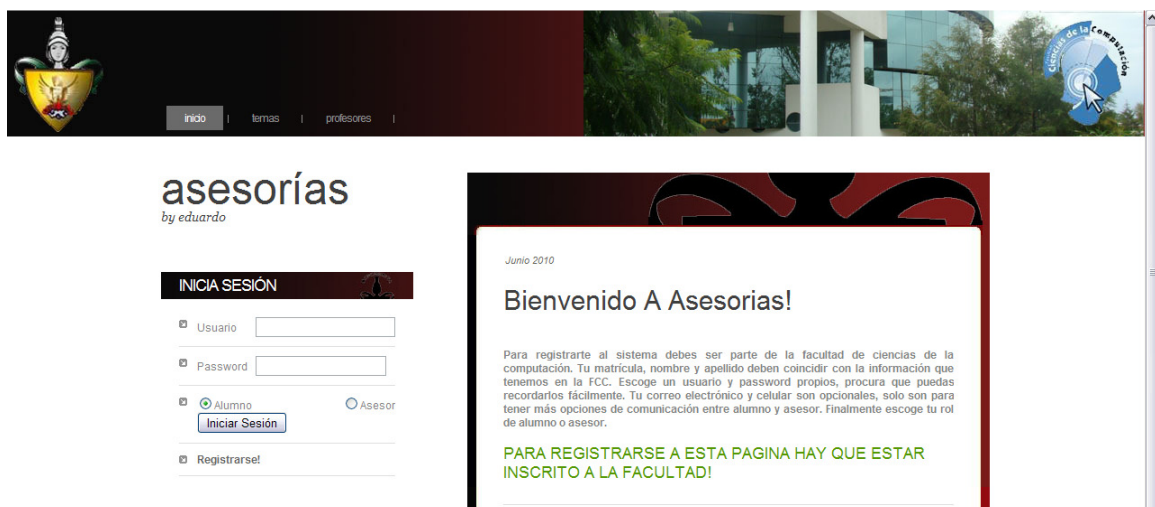 Ciencias de la Computación
inicio | temas | profesores |
asesorías
by eduardo
INICIA SESIÓN
Usuario
Password
Alumno Asesor
Iniciar Sesión
Registrarse!
Junio 2010
Bienvenido A Asesorias!
Para registrarte al sistema debes ser parte de la facultad de ciencias de la
computación. Tu matrícula, nombre y apellido deben coincidir con la información que
tenemos en la FCC. Escoge un usuario y password propios, procura que puedas
recordarlos fácilmente. Tu correo electrónico y celular son opcionales, solo son para
tener más opciones de comunicación entre alumno y asesor. Finalmente escoge tu rol
de alumno o asesor.
PARA REGISTRARSE A ESTA PAGINA HAY QUE ESTAR
INSCRITO A LA FACULTAD!